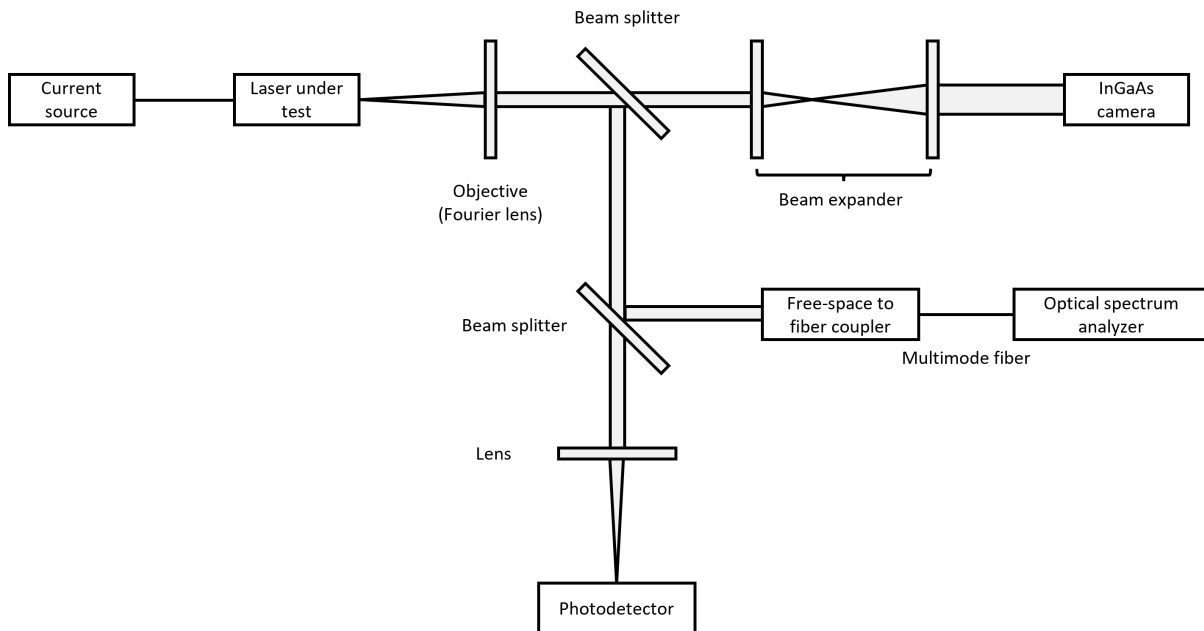 Beam splitter
Current
source
Laser under
test
InGaAs
camera
Objective
(Fourier lens)
Beam expander
Beam splitter
Free-space to
fiber coupler
Optical spectrum
analyzer
Multimode fiber
Lens
Photodetector